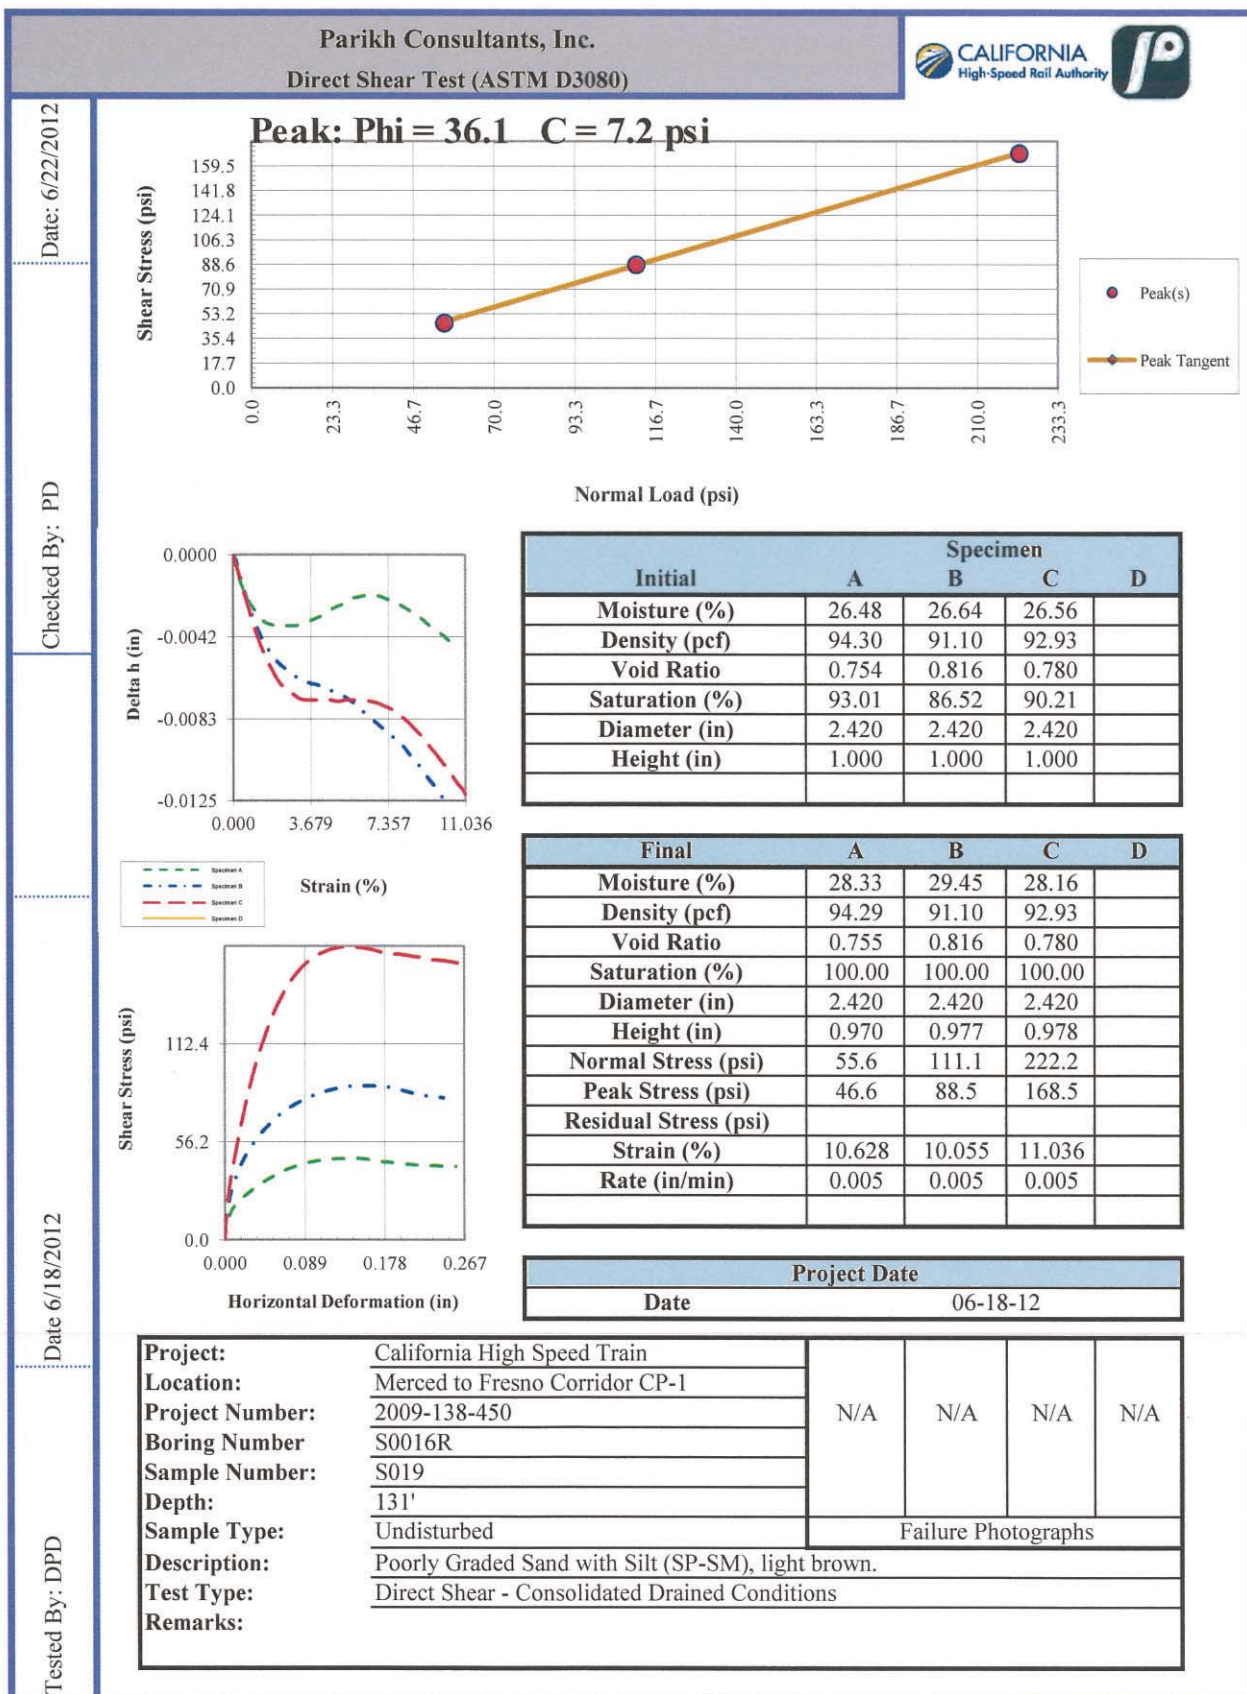 Parikh Consultants, Inc.
Direct Shear Test (ASTM D3080)
CALIFORNIA
High-Speed Rail Authority
Date: 6/22/2012
Checked By: PD
Date 6/18/2012
Tested By: DPD
Peak: Phi = 36.1 C = 7.2 psi
Shear Stress (psi)
159.5
141.8
124.1
106.3
88.6
70.9
53.2
35.4
17.7
0.0
0.0 23.3 46.7 70.0 93.3 116.7 140.0 163.3 186.7 210.0 233.3
Normal Load (psi)
Peak(s)
Peak Tangent
Delta h (in)
0.0000
-0.0042
-0.0083
-0.0125
0.000 3.679 7.357 11.036
Strain (%)
Specimen A
Specimen B
Specimen C
Specimen D
Shear Stress (psi)
112.4
56.2
0.0
0.000 0.089 0.178 0.267
Horizontal Deformation (in)
Specimen
Initial A B C D
Moisture (%) 26.48 26.64 26.56
Density (pcf) 94.30 91.10 92.93
Void Ratio 0.754 0.816 0.780
Saturation (%) 93.01 86.52 90.21
Diameter (in) 2.420 2.420 2.420
Height (in) 1.000 1.000 1.000
Final A B C D
Moisture (%) 28.33 29.45 28.16
Density (pcf) 94.29 91.10 92.93
Void Ratio 0.755 0.816 0.780
Saturation (%) 100.00 100.00 100.00
Diameter (in) 2.420 2.420 2.420
Height (in) 0.970 0.977 0.978
Normal Stress (psi) 55.6 111.1 222.2
Peak Stress (psi) 46.6 88.5 168.5
Residual Stress (psi)
Strain (%) 10.628 10.055 11.036
Rate (in/min) 0.005 0.005 0.005
Project Date
Date 06-18-12
Project: California High Speed Train
Location: Merced to Fresno Corridor CP-1
Project Number: 2009-138-450
Boring Number S0016R
Sample Number: S019
Depth: 131'
Sample Type: Undisturbed
Description: Poorly Graded Sand with Silt (SP-SM), light brown.
Test Type: Direct Shear - Consolidated Drained Conditions
Remarks:
N/A N/A N/A N/A
Failure Photographs